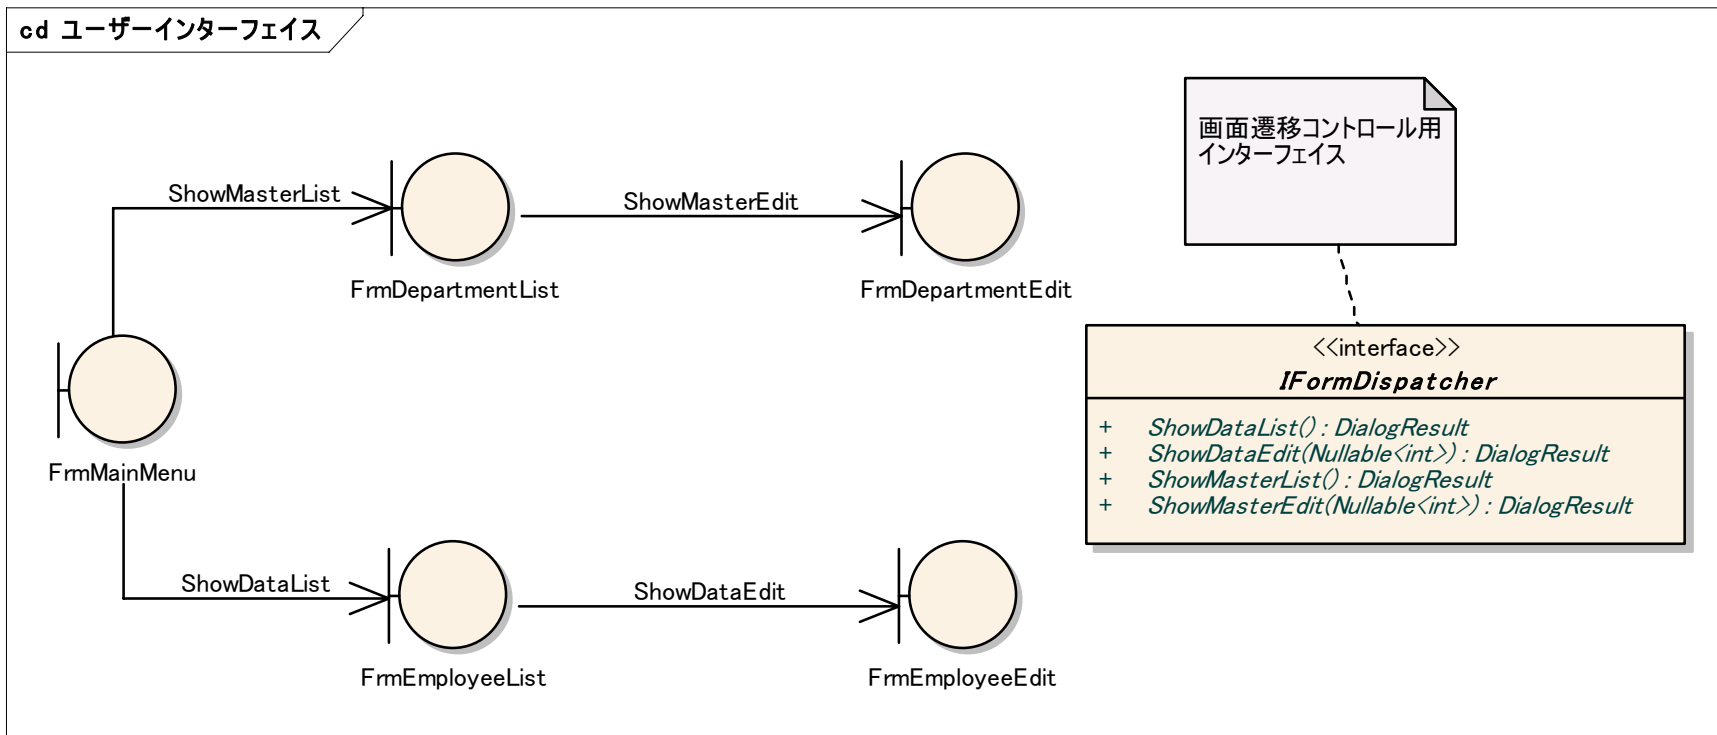 cd ユーザーインターフェイス
画面遷移コントロール用
インターフェイス
ShowMasterList
ShowMasterEdit
FrmDepartmentList
FrmDepartmentEdit
<<interface>>
IFormDispatcher
+ ShowDataList() : DialogResult
+ ShowDataEdit(Nullable<int>) : DialogResult
+ ShowMasterList() : DialogResult
+ ShowMasterEdit(Nullable<int>) : DialogResult
FrmMainMenu
ShowDataList
ShowDataEdit
FrmEmployeeList
FrmEmployeeEdit